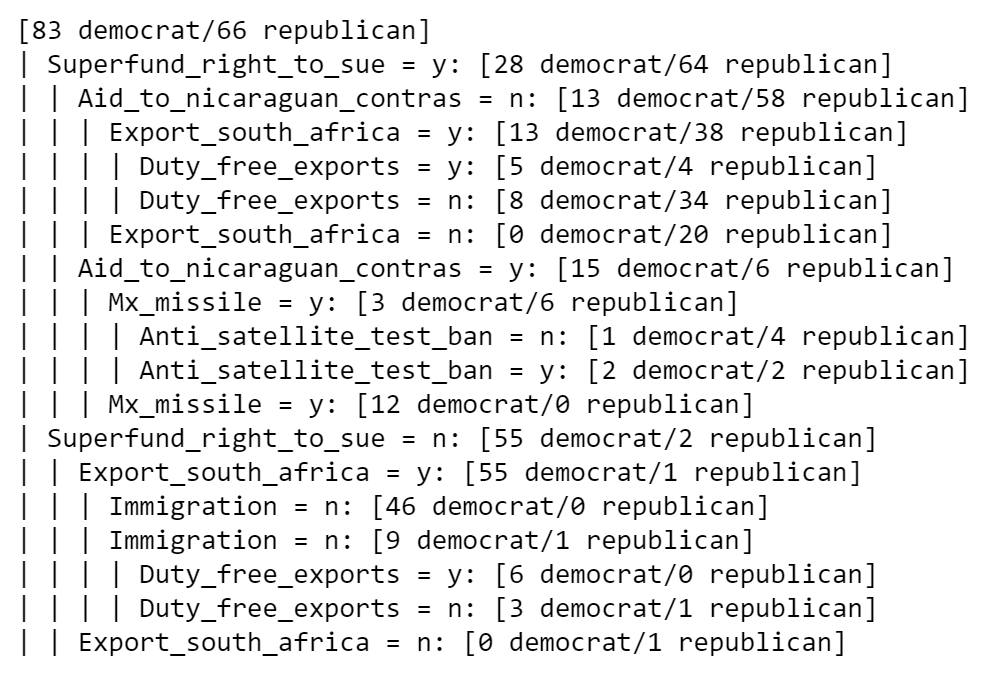 [83 democrat/66 republican]
| Superfund_right_to_sue = y: [28 democrat/64 republican]
| | Aid_to_nicaraguan_contras = n: [13 democrat/58 republican]
| | | Export_south_africa = y: [13 democrat/38 republican]
| | | | Duty_free_exports = y: [5 democrat/4 republican]
| | | | Duty_free_exports = n: [8 democrat/34 republican]
| | | Export_south_africa = n: [0 democrat/20 republican]
| | Aid_to_nicaraguan_contras = y: [15 democrat/6 republican]
| | | Mx_missile = y: [3 democrat/6 republican]
| | | | Anti_satellite_test_ban = n: [1 democrat/4 republican]
| | | | Anti_satellite_test_ban = y: [2 democrat/2 republican]
| | | Mx_missile = y: [12 democrat/0 republican]
| Superfund_right_to_sue = n: [55 democrat/2 republican]
| | Export_south_africa = y: [55 democrat/1 republican]
| | | Immigration = n: [46 democrat/0 republican]
| | | Immigration = n: [9 democrat/1 republican]
| | | | Duty_free_exports = y: [6 democrat/0 republican]
| | | | Duty_free_exports = n: [3 democrat/1 republican]
| | Export_south_africa = n: [0 democrat/1 republican]